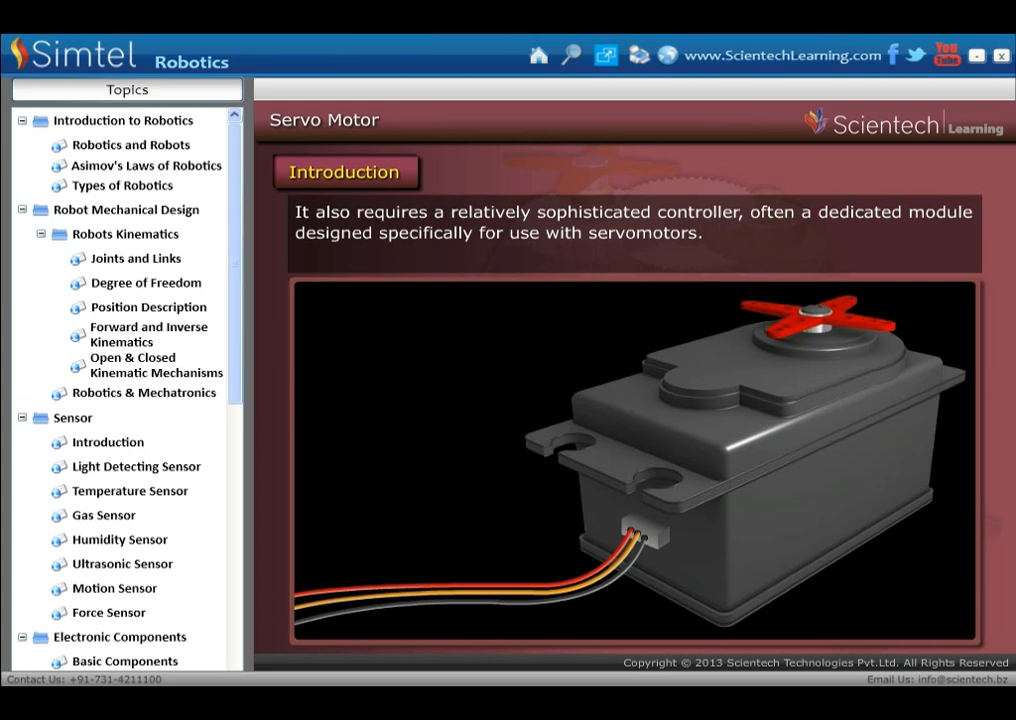 Simtel Robotics
www.ScientechLearning.com
You
Tube
Topics
Introduction to Robotics
Robotics and Robots
Asimov's Laws of Robotics
Types of Robotics
Robot Mechanical Design
Robots Kinematics
Joints and Links
Degree of Freedom
Position Description
Forward and Inverse
Kinematics
Open & Closed
Kinematic Mechanisms
Robotics & Mechatronics
Sensor
Introduction
Light Detecting Sensor
Temperature Sensor
Gas Sensor
Humidity Sensor
Ultrasonic Sensor
Motion Sensor
Force Sensor
Electronic Components
Basic Components
Servo Motor
Scientech Learning
Introduction
It also requires a relatively sophisticated controller, often a dedicated module
designed specifically for use with servomotors.
Copyright © 2013 Scientech Technologies Pvt.Ltd. All Rights Reserved
Contact Us: +91-731-4211100
Email Us: info@scientech.bz